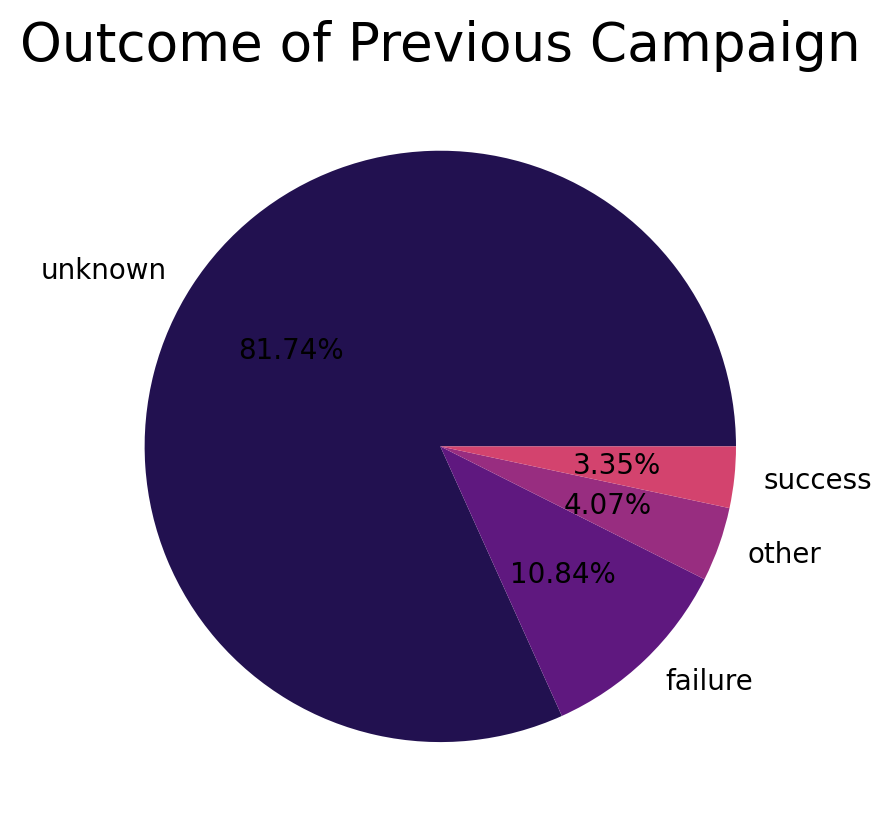 Outcome of Previous Campaign
unknown
81.74%
3.35%
success
4.07%
other
10.84%
failure